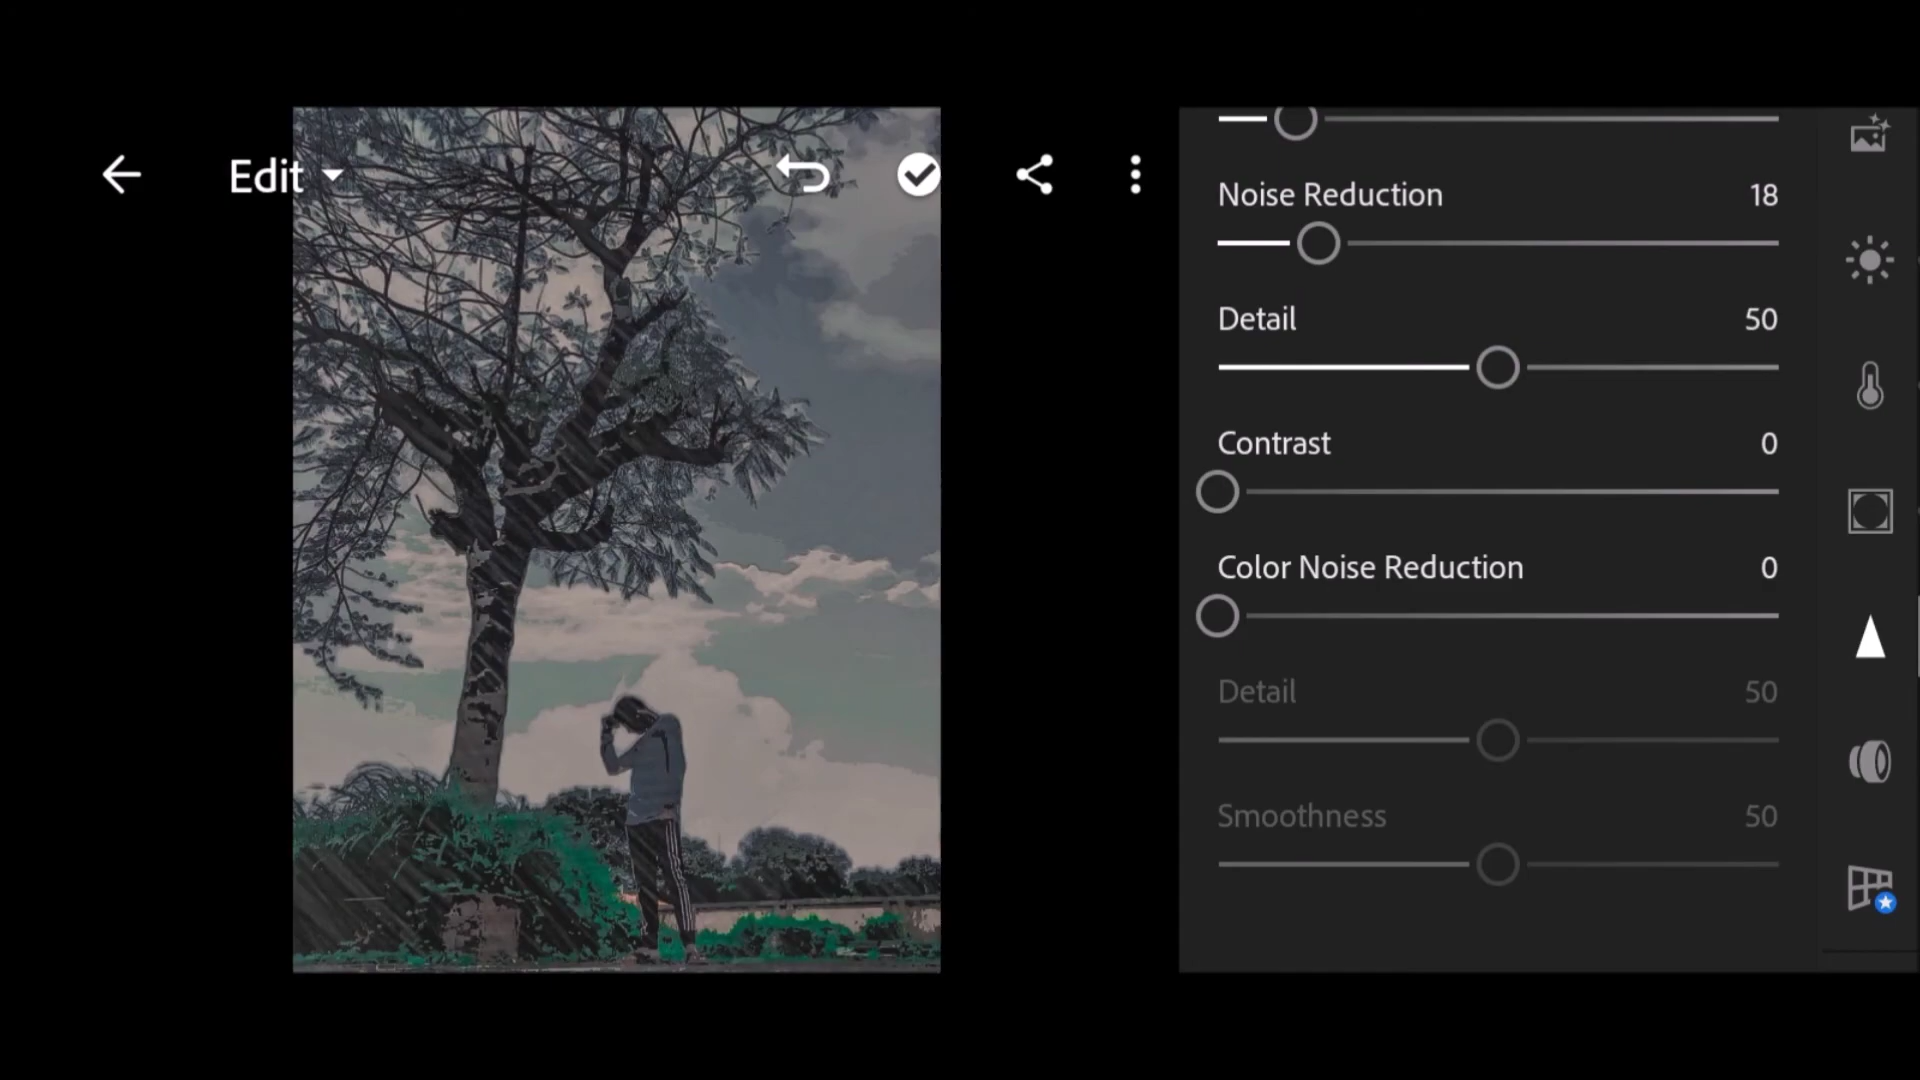 Edit
Noise Reduction 18
Detail 50
Contrast 0
Color Noise Reduction 0
Detail 50
Smoothness 50